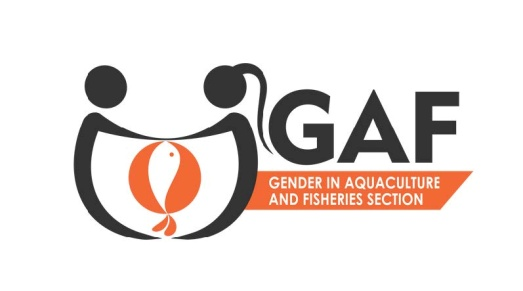 GAF
GENDER IN AQUACULTURE
AND FISHERIES SECTION